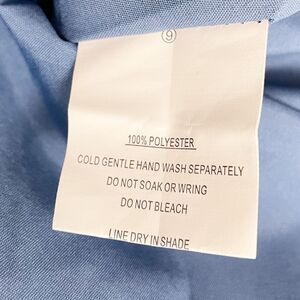 9
100% POLYESTER
COLD GENTLE HAND WASH SEPARATELY
DO NOT SOAK OR WRING
DO NOT BLEACH
LINE DRY IN SHADE